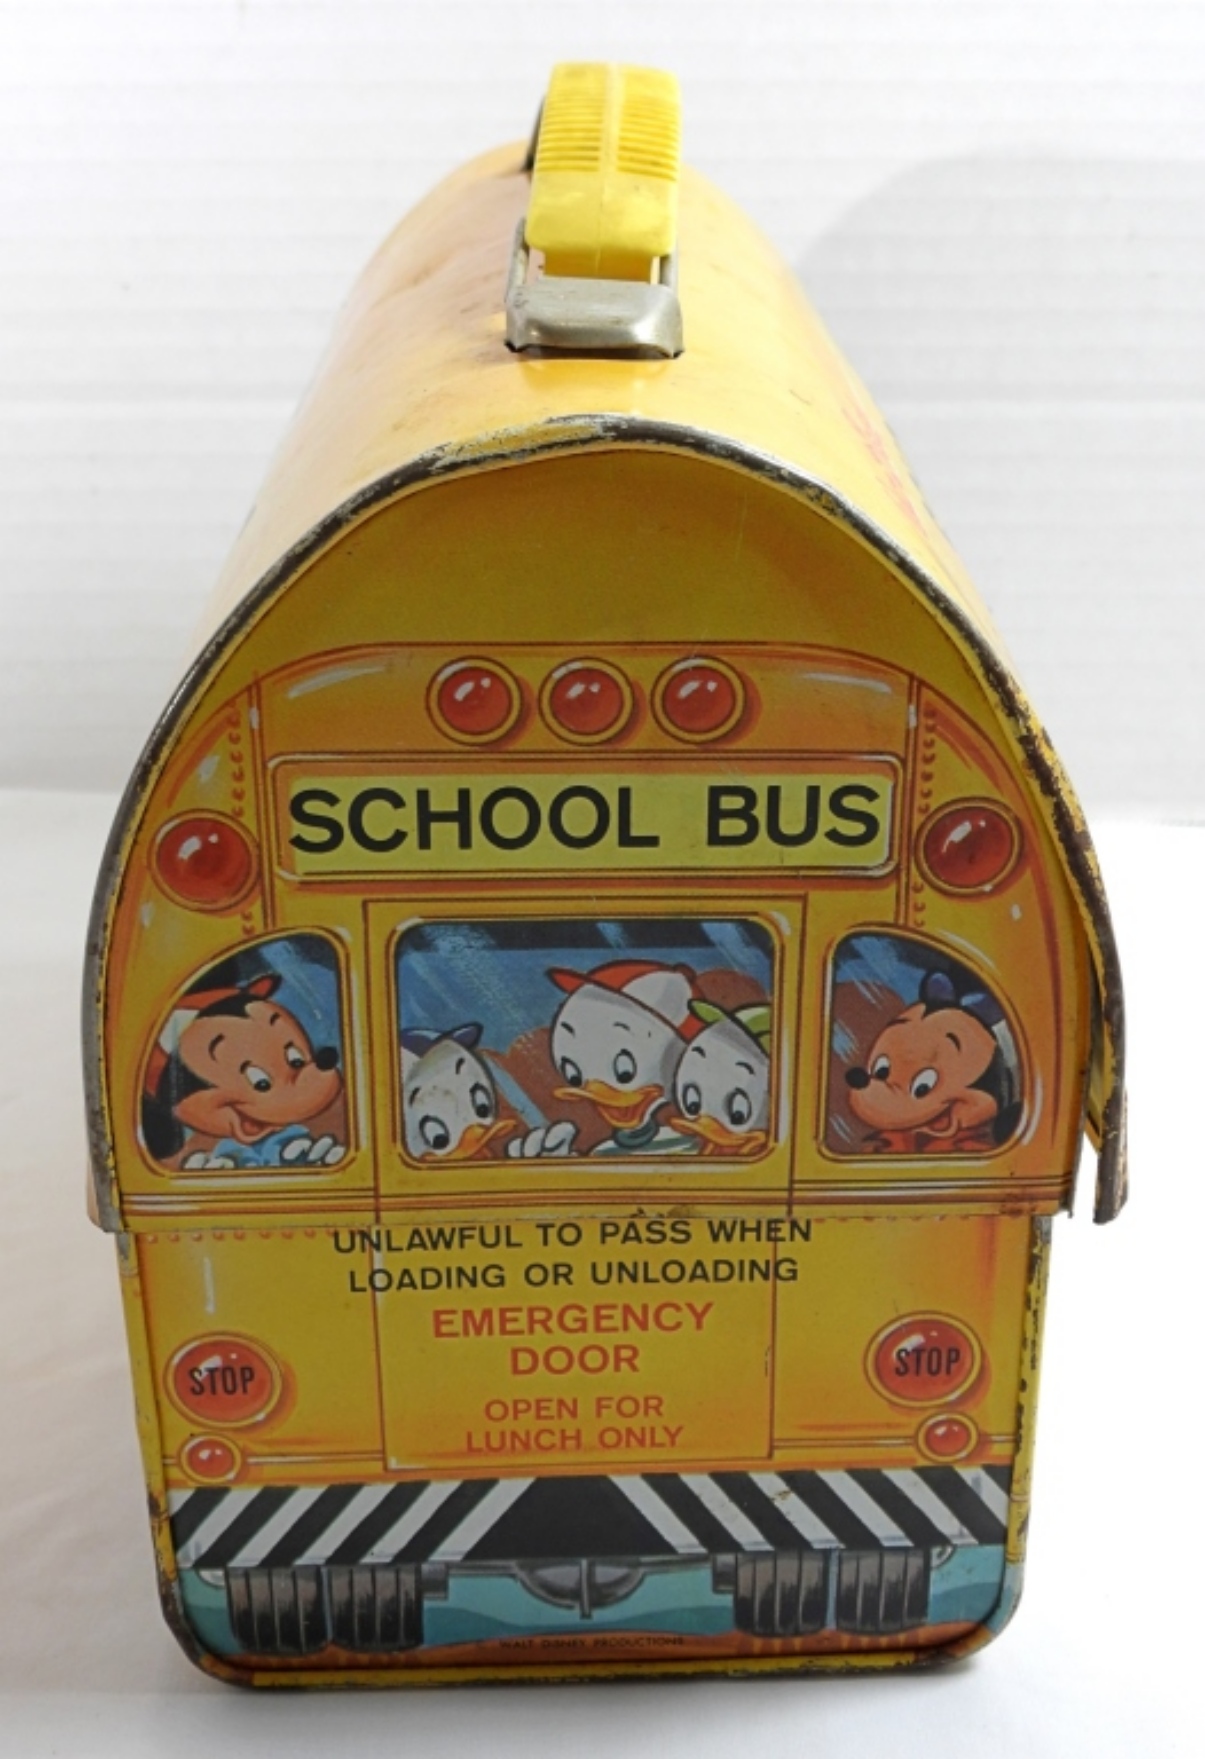 SCHOOL BUS
UNLAWFUL TO PASS WHEN
LOADING OR UNLOADING
EMERGENCY
DOOR
STOP
STOP
OPEN FOR
LUNCH ONLY
WALT DISNEY PRODUCTIONS